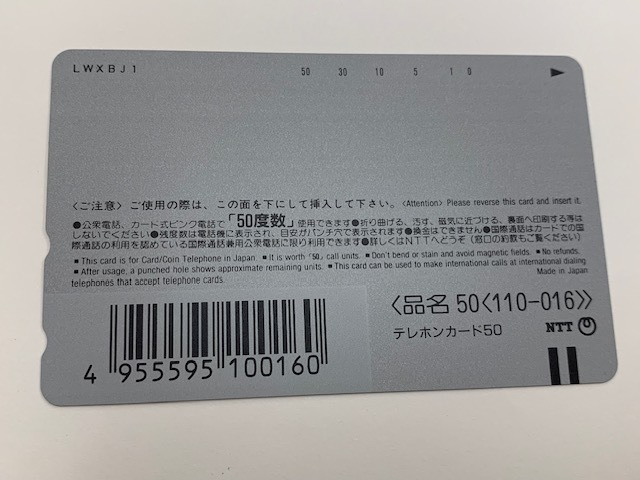 LWXBJ1 50 30 10 5 1 0
〈ご注意〉ご使用の際は、この面を下にして挿入して下さい。〈Attention〉Please reverse this card and insert it.
●公衆電話、カード式ピンク電話で「50度数」使用できます●折り曲げる、汚す、磁気に近づける、裏面へ印刷する等は
しないでください●残度数は電話機に表示され、目安がパンチ穴で表示されます●換金はできません●国際通話はカードでの国
際通話の利用を認めている国際通話兼用公衆電話に限り利用できます●詳しくはNTTへどうぞ（窓口の約款もご覧ください）
■This card is for Card/Coin Telephone in Japan. ■It is worth「50」call units. ■Don't bend or stain and avoid magnetic fields. ■No refunds.
■After usage, a punched hole shows approximate remaining units. ■This card can be used to make international calls at international dialing
telephones that accept telephone cards. Made in Japan
〈品名 50〈110-016〉〉
テレホンカード50 NTT
4 955595 100160